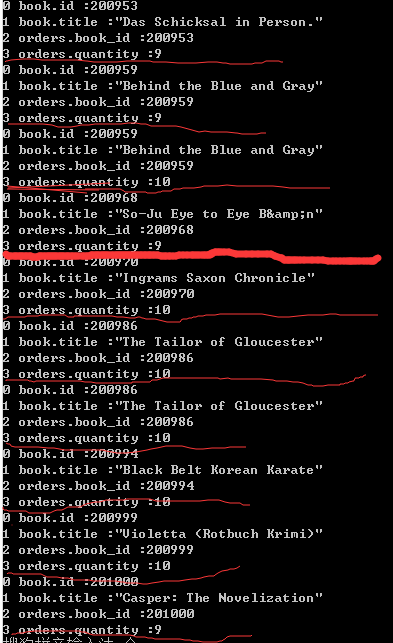 0 book.id :200953
1 book.title :"Das Schicksal in Person."
2 orders.book_id :200953
3 orders.quantity :9
0 book.id :200959
1 book.title :"Behind the Blue and Gray"
2 orders.book_id :200959
3 orders.quantity :9
0 book.id :200959
1 book.title :"Behind the Blue and Gray"
2 orders.book_id :200959
3 orders.quantity :10
0 book.id :200968
1 book.title :"So-Ju Eye to Eye B&amp;n"
2 orders.book_id :200968
3 orders.quantity :9
0 book.id :200970
1 book.title :"Ingrams Saxon Chronicle"
2 orders.book_id :200970
3 orders.quantity :10
0 book.id :200986
1 book.title :"The Tailor of Gloucester"
2 orders.book_id :200986
3 orders.quantity :10
0 book.id :200986
1 book.title :"The Tailor of Gloucester"
2 orders.book_id :200986
3 orders.quantity :10
0 book.id :200994
1 book.title :"Black Belt Korean Karate"
2 orders.book_id :200994
3 orders.quantity :10
0 book.id :200999
1 book.title :"Violetta (Rotbuch Krimi)"
2 orders.book_id :200999
3 orders.quantity :10
0 book.id :201000
1 book.title :"Casper: The Novelization"
2 orders.book_id :201000
3 orders.quantity :9